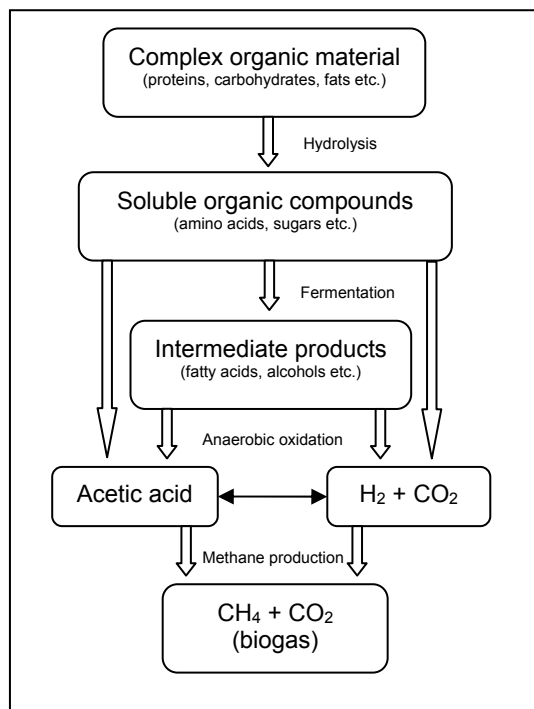 Complex organic material
(proteins, carbohydrates, fats etc.)
Hydrolysis
Soluble organic compounds
(amino acids, sugars etc.)
Fermentation
Intermediate products
(fatty acids, alcohols etc.)
Anaerobic oxidation
Acetic acid
H₂ + CO₂
Methane production
CH₄ + CO₂
(biogas)